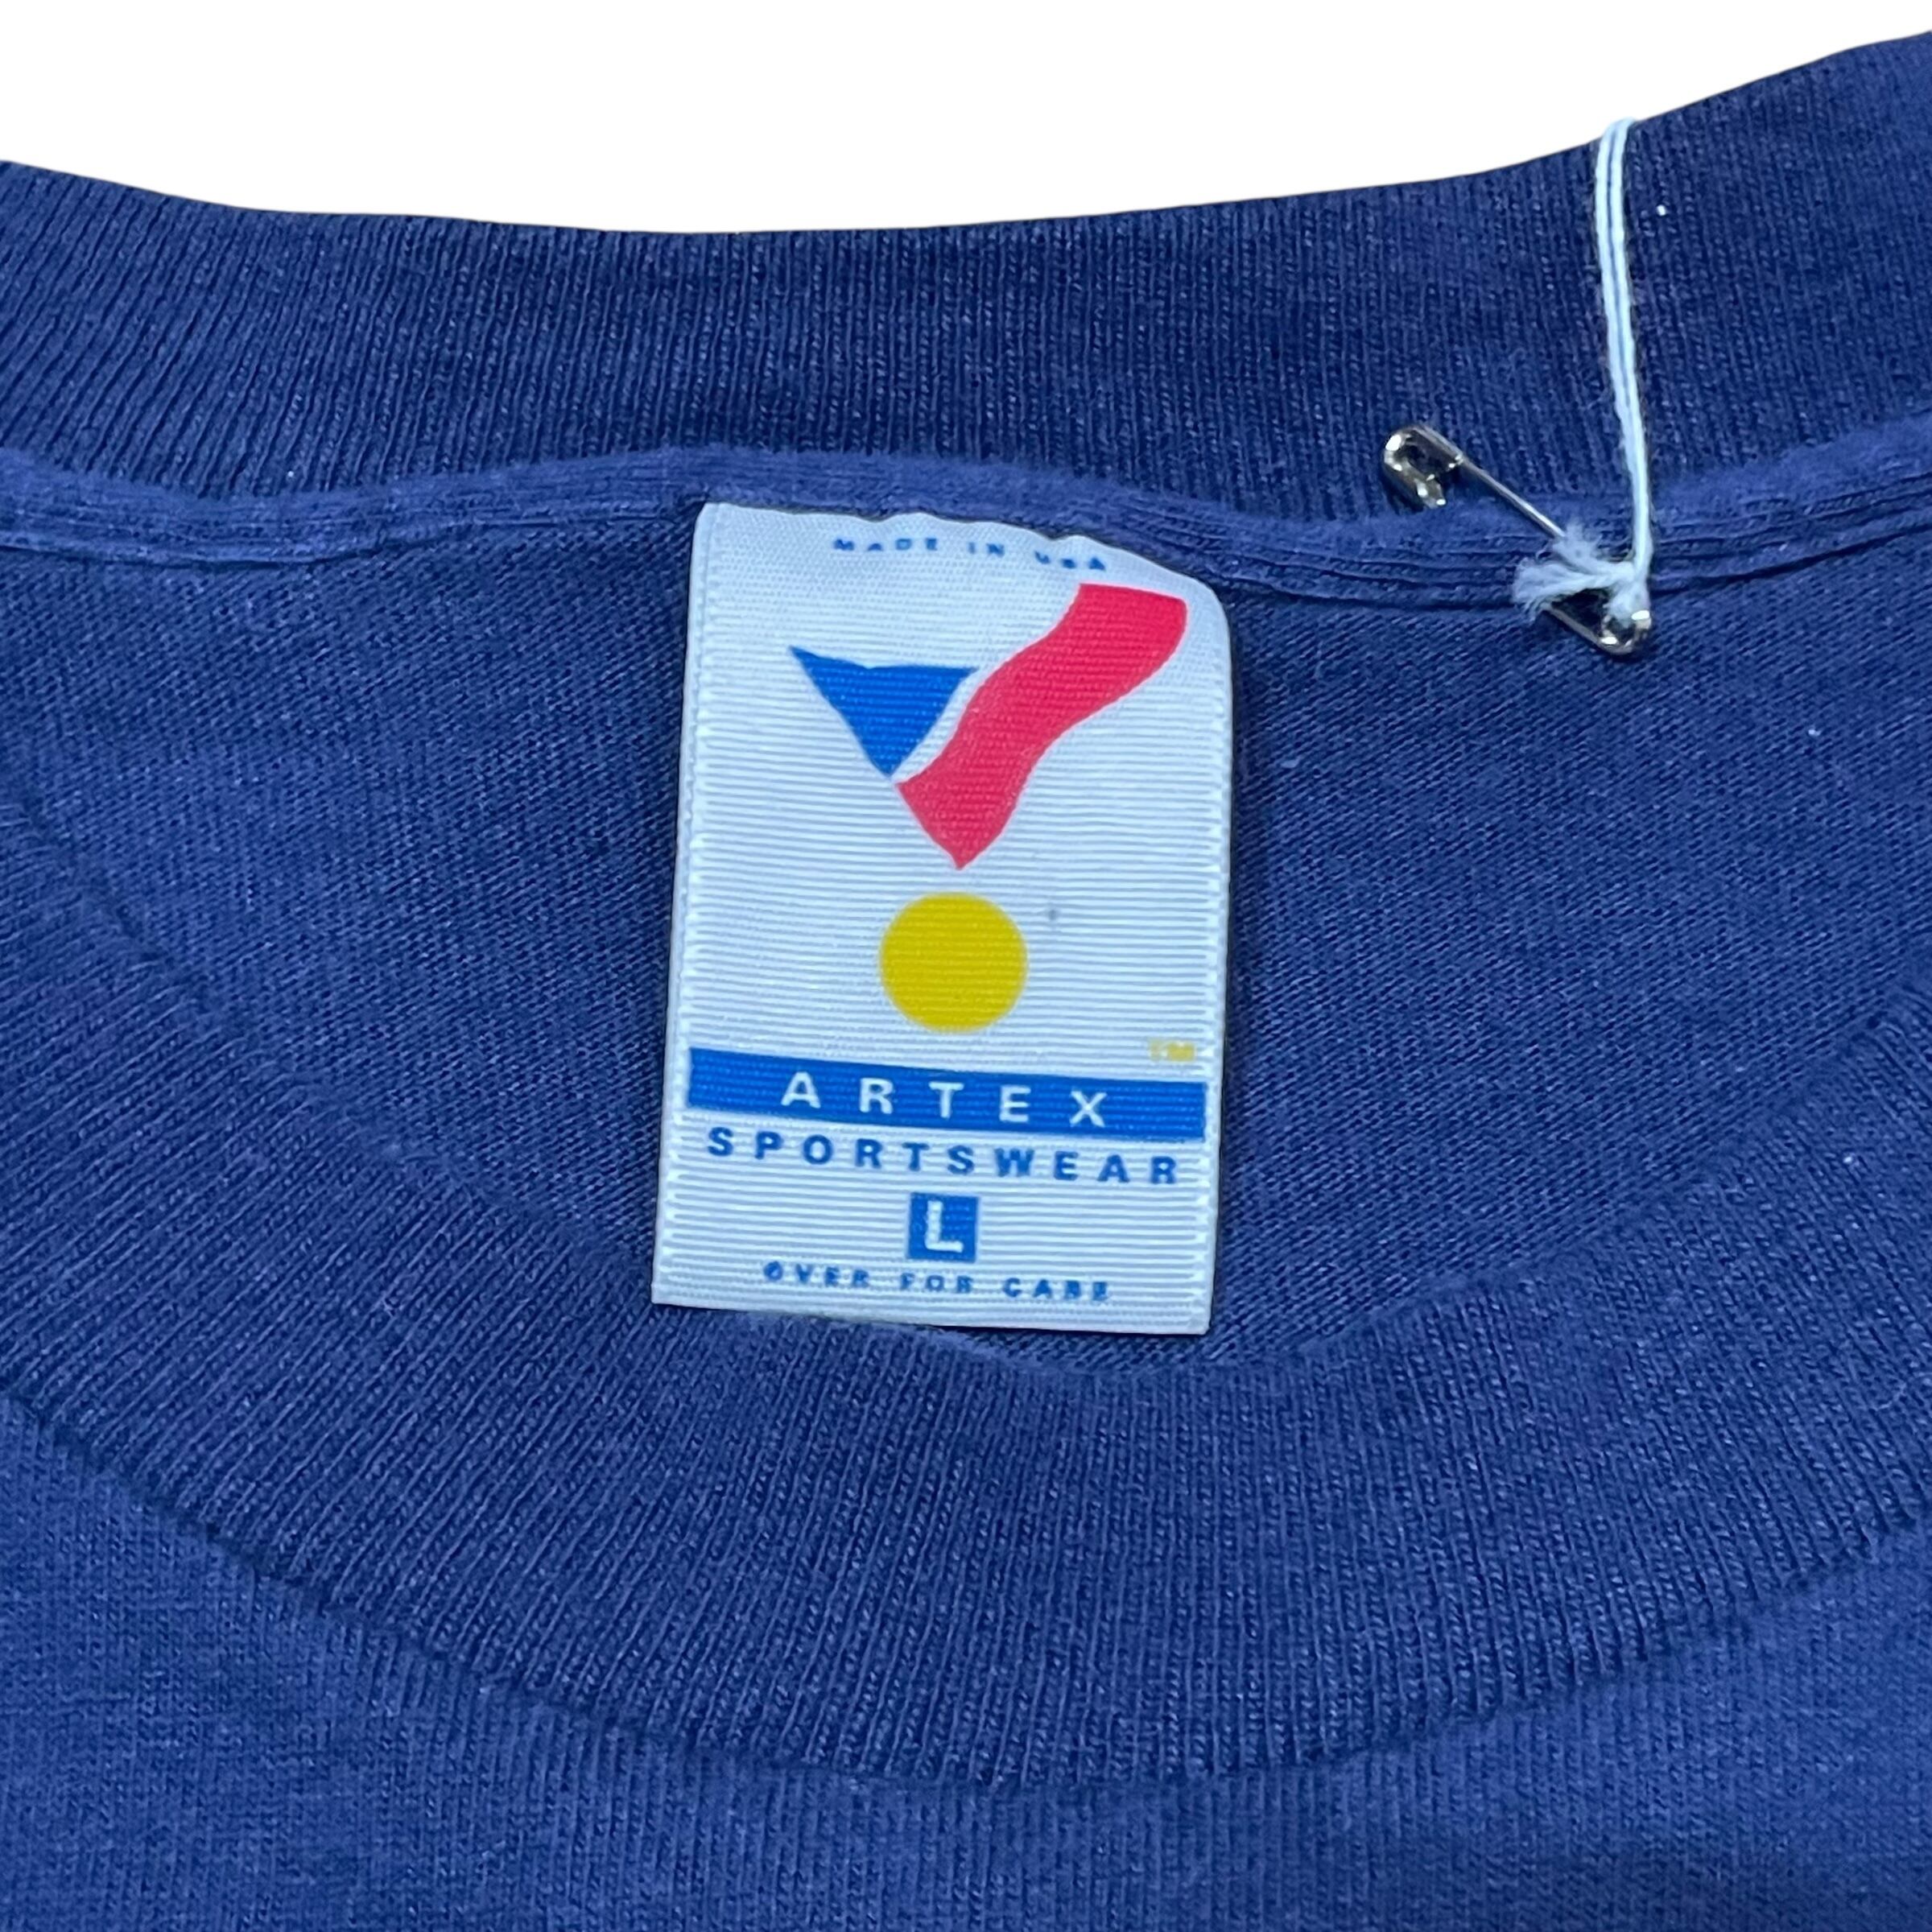 MADE IN USA
TM
ARTEX
SPORTSWEAR
L
OVER FOR CARE